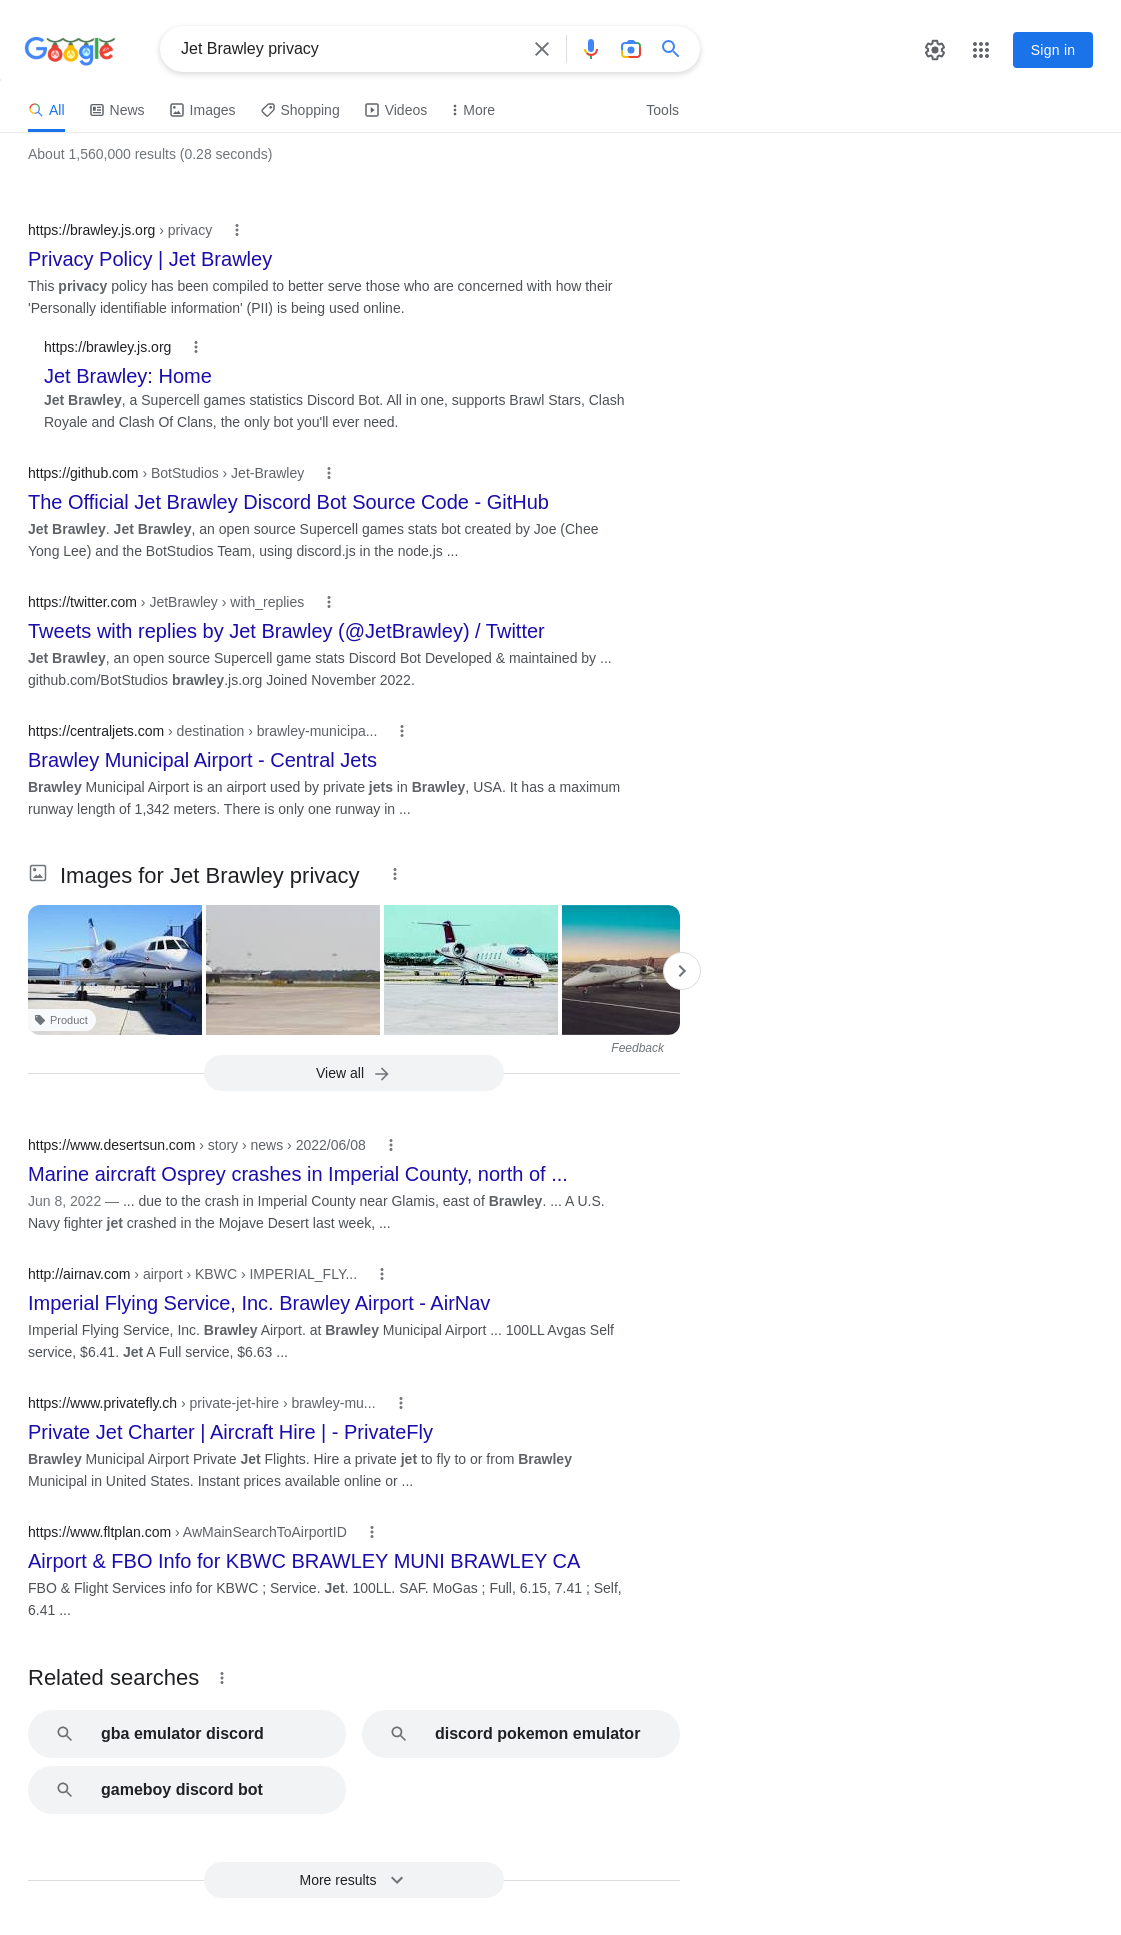 Google
Jet Brawley privacy
Sign in
All
News
Images
Shopping
Videos
More
Tools
About 1,560,000 results (0.28 seconds)
https://brawley.js.org › privacy
Privacy Policy | Jet Brawley
This privacy policy has been compiled to better serve those who are concerned with how their
'Personally identifiable information' (PII) is being used online.
https://brawley.js.org
Jet Brawley: Home
Jet Brawley, a Supercell games statistics Discord Bot. All in one, supports Brawl Stars, Clash
Royale and Clash Of Clans, the only bot you'll ever need.
https://github.com › BotStudios › Jet-Brawley
The Official Jet Brawley Discord Bot Source Code - GitHub
Jet Brawley. Jet Brawley, an open source Supercell games stats bot created by Joe (Chee
Yong Lee) and the BotStudios Team, using discord.js in the node.js ...
https://twitter.com › JetBrawley › with_replies
Tweets with replies by Jet Brawley (@JetBrawley) / Twitter
Jet Brawley, an open source Supercell game stats Discord Bot Developed & maintained by ...
github.com/BotStudios brawley.js.org Joined November 2022.
https://centraljets.com › destination › brawley-municipa...
Brawley Municipal Airport - Central Jets
Brawley Municipal Airport is an airport used by private jets in Brawley, USA. It has a maximum
runway length of 1,342 meters. There is only one runway in ...
Images for Jet Brawley privacy
Product
Feedback
View all
https://www.desertsun.com › story › news › 2022/06/08
Marine aircraft Osprey crashes in Imperial County, north of ...
Jun 8, 2022 — ... due to the crash in Imperial County near Glamis, east of Brawley. ... A U.S.
Navy fighter jet crashed in the Mojave Desert last week, ...
http://airnav.com › airport › KBWC › IMPERIAL_FLY...
Imperial Flying Service, Inc. Brawley Airport - AirNav
Imperial Flying Service, Inc. Brawley Airport. at Brawley Municipal Airport ... 100LL Avgas Self
service, $6.41. Jet A Full service, $6.63 ...
https://www.privatefly.ch › private-jet-hire › brawley-mu...
Private Jet Charter | Aircraft Hire | - PrivateFly
Brawley Municipal Airport Private Jet Flights. Hire a private jet to fly to or from Brawley
Municipal in United States. Instant prices available online or ...
https://www.fltplan.com › AwMainSearchToAirportID
Airport & FBO Info for KBWC BRAWLEY MUNI BRAWLEY CA
FBO & Flight Services info for KBWC ; Service. Jet. 100LL. SAF. MoGas ; Full, 6.15, 7.41 ; Self,
6.41 ...
Related searches
gba emulator discord
discord pokemon emulator
gameboy discord bot
More results